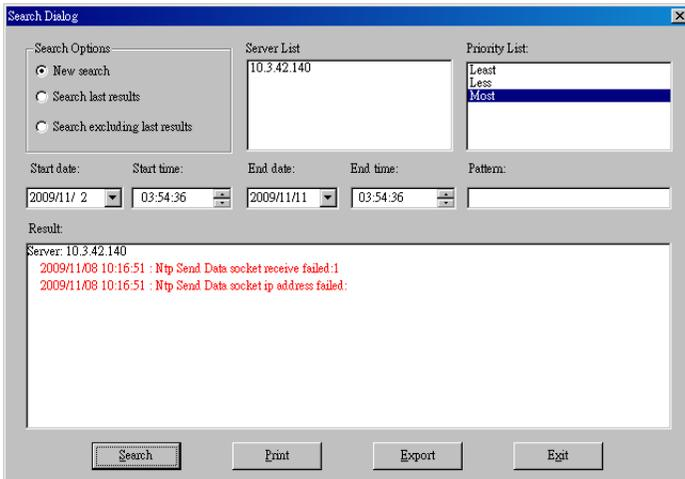 Search Dialog
Search Options
New search
Search last results
Search excluding last results
Server List
10.3.42.140
Priority List:
Least
Less
Most
Start date:
Start time:
End date:
End time:
Pattern:
2009/11/ 2
03:54:36
2009/11/11
03:54:36
Result:
Server: 10.3.42.140
2009/11/08 10:16:51 : Ntp Send Data socket receive failed:1
2009/11/08 10:16:51 : Ntp Send Data socket ip address failed:
Search
Print
Export
Exit